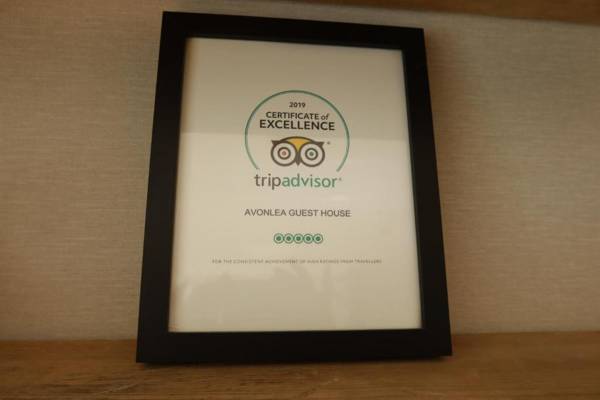 2019
CERTIFICATE of
EXCELLENCE
tripadvisor®
AVONLEA GUEST HOUSE
FOR THE CONSISTENT ACHIEVEMENT OF HIGH RATINGS FROM TRAVELLERS